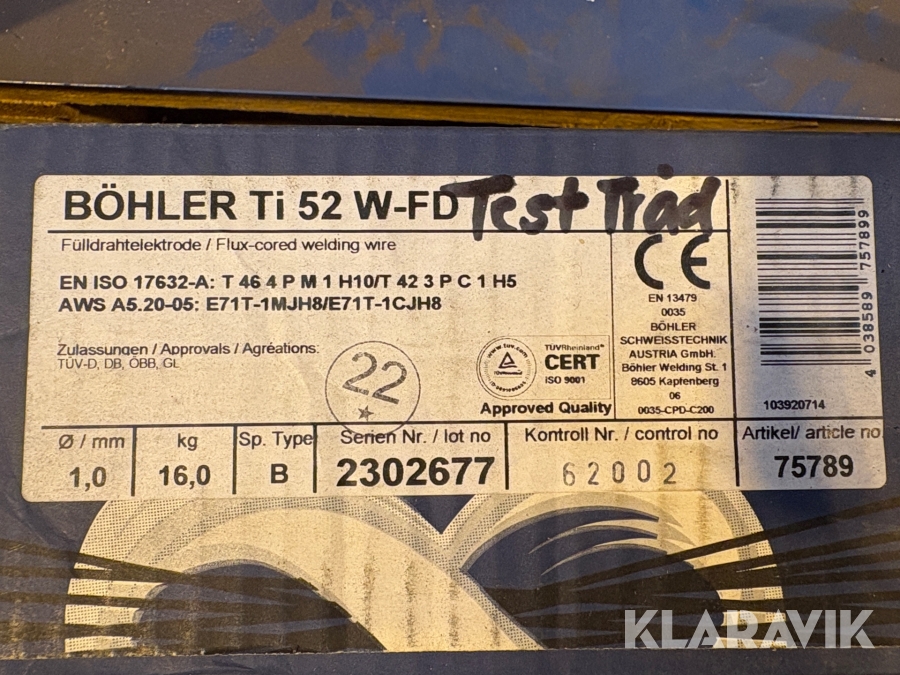 BÖHLER Ti 52 W-FD Test Tråd
Fülldrahtelektrode / Flux-cored welding wire
EN ISO 17632-A: T 46 4 P M 1 H10/T 42 3 P C 1 H5
AWS A5.20-05: E71T-1MJH8/E71T-1CJH8
Zulassungen / Approvals / Agréations:
TÜV-D, DB, ÖBB, GL
22
www.tuv.com
TÜVRheinland®
CERT
ISO 9001
Approved Quality
CE
EN 13479
0035
BÖHLER
SCHWEISSTECHNIK
AUSTRIA GmbH.
Böhler Welding St. 1
8605 Kapfenberg
06
0035-CPD-C200
4 038589 757899
103920714
Ø / mm
1,0
kg
16,0
Sp. Type
B
Serien Nr. / lot no
2302677
Kontroll Nr. / control no
62002
Artikel/ article no
75789
KLARAVIK